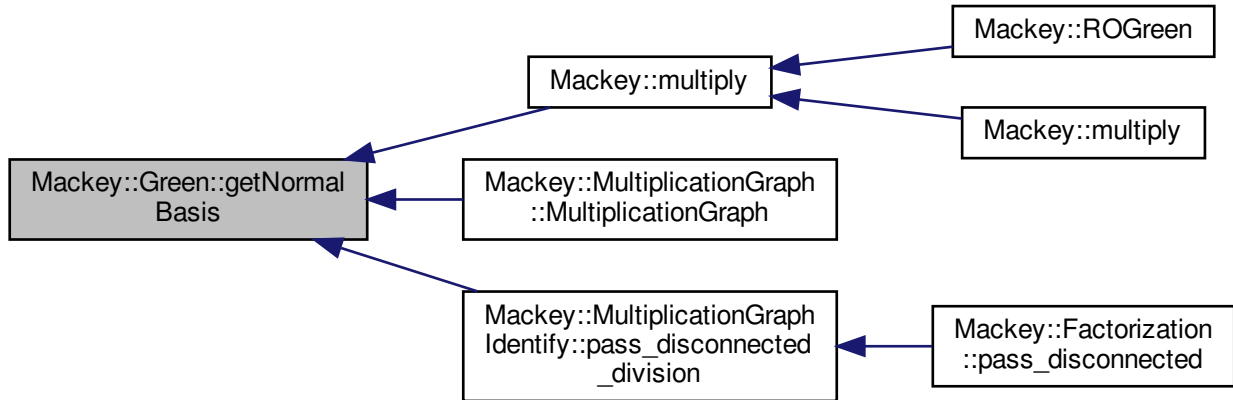 Mackey::Green::getNormal
Basis
Mackey::multiply
Mackey::ROGreen
Mackey::multiply
Mackey::MultiplicationGraph
::MultiplicationGraph
Mackey::MultiplicationGraph
Identify::pass_disconnected
_division
Mackey::Factorization
::pass_disconnected